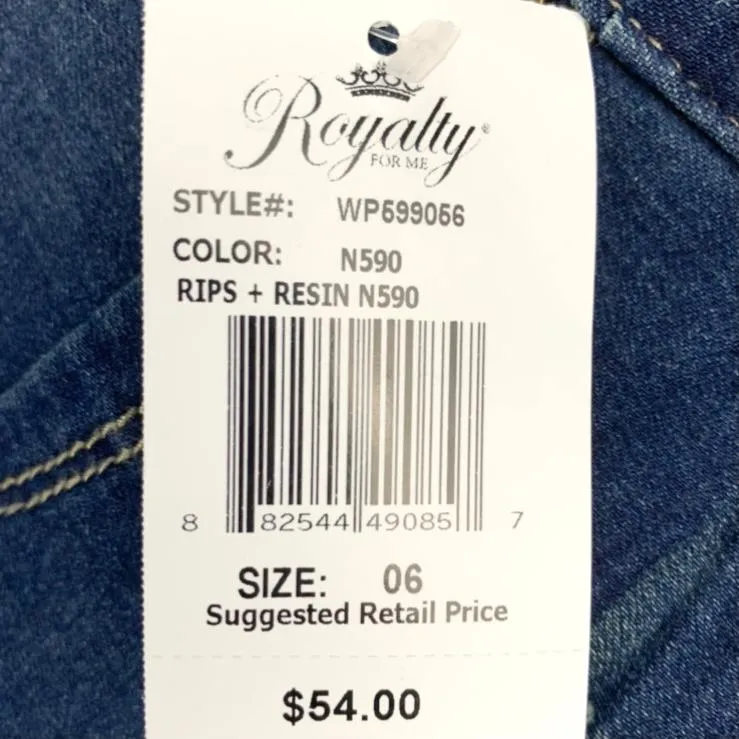 Royalty®
FOR ME
STYLE#: WP599056
COLOR: N590
RIPS + RESIN N590
8 82544 49085 7
SIZE: 06
Suggested Retail Price
$54.00